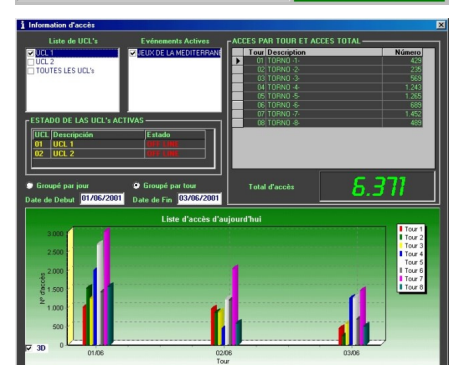 Information d'accès
Liste de UCL's
Evénements Actives
UCL 1
UCL 2
TOUTES LES UCL's
JEUX DE LA MEDITERRANÉ
ACCES PAR TOUR ET ACCES TOTAL
Tour Description Número
01 TORNO -1- 429
02 TORNO -2- 235
03 TORNO -3- 569
04 TORNO -4- 1.243
05 TORNO -5- 1.265
06 TORNO -6- 689
07 TORNO -7- 1.452
08 TORNO -8- 489
ESTADO DE LAS UCL's ACTIVAS
UCL Descripción Estado
01 UCL 1 OFF LINE
02 UCL 2 OFF LINE
Groupé par jour
Groupé par tour
Date de Debut 01/06/2001 Date de Fin 03/06/2001
Total d'accés 6.371
Liste d'accès d'aujourd'hui
Nº d'accès
3.000
2.500
2.000
1.500
1.000
500
0
01/06 02/06 03/06
Tour
3D
Tour 1
Tour 2
Tour 3
Tour 4
Tour 5
Tour 6
Tour 7
Tour 8